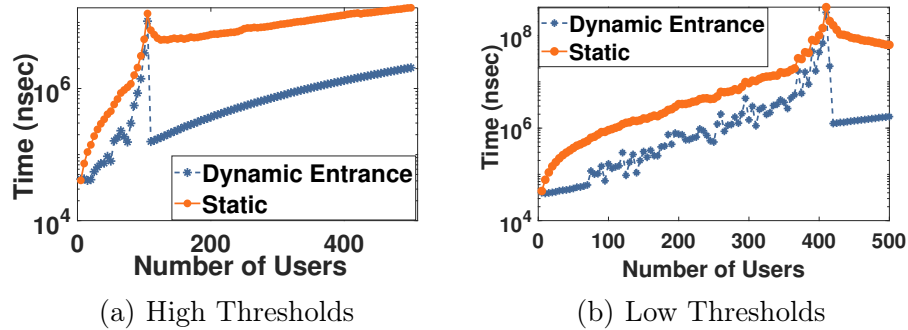 Time (nsec)
10^6
10^4
Dynamic Entrance
Static
0
200
400
Number of Users
(a) High Thresholds
Dynamic Entrance
Static
Time (nsec)
10^8
10^6
10^4
0
100
200
300
400
500
Number of Users
(b) Low Thresholds